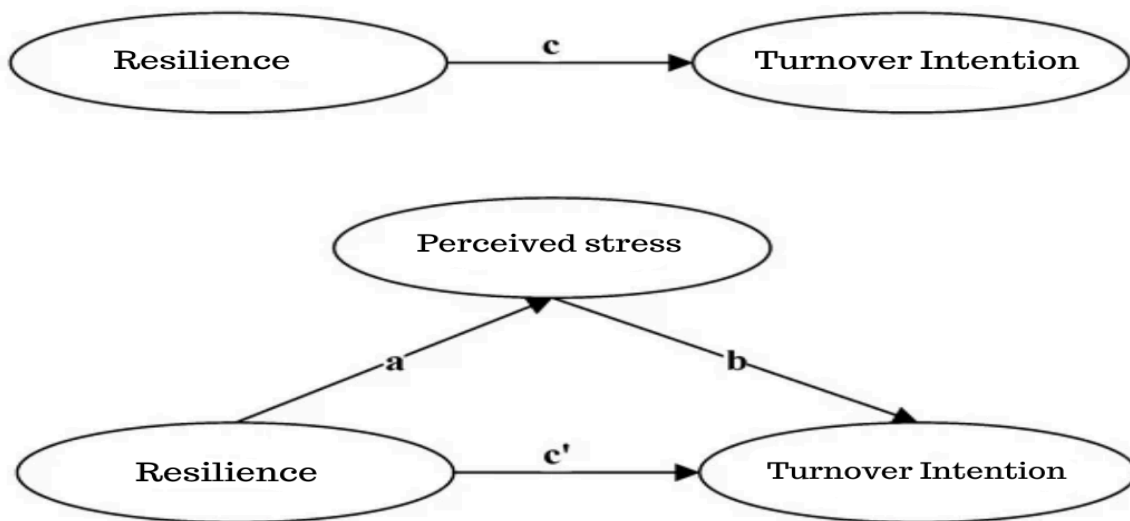 Resilience
c
Turnover Intention
Perceived stress
a
b
Resilience
c'
Turnover Intention